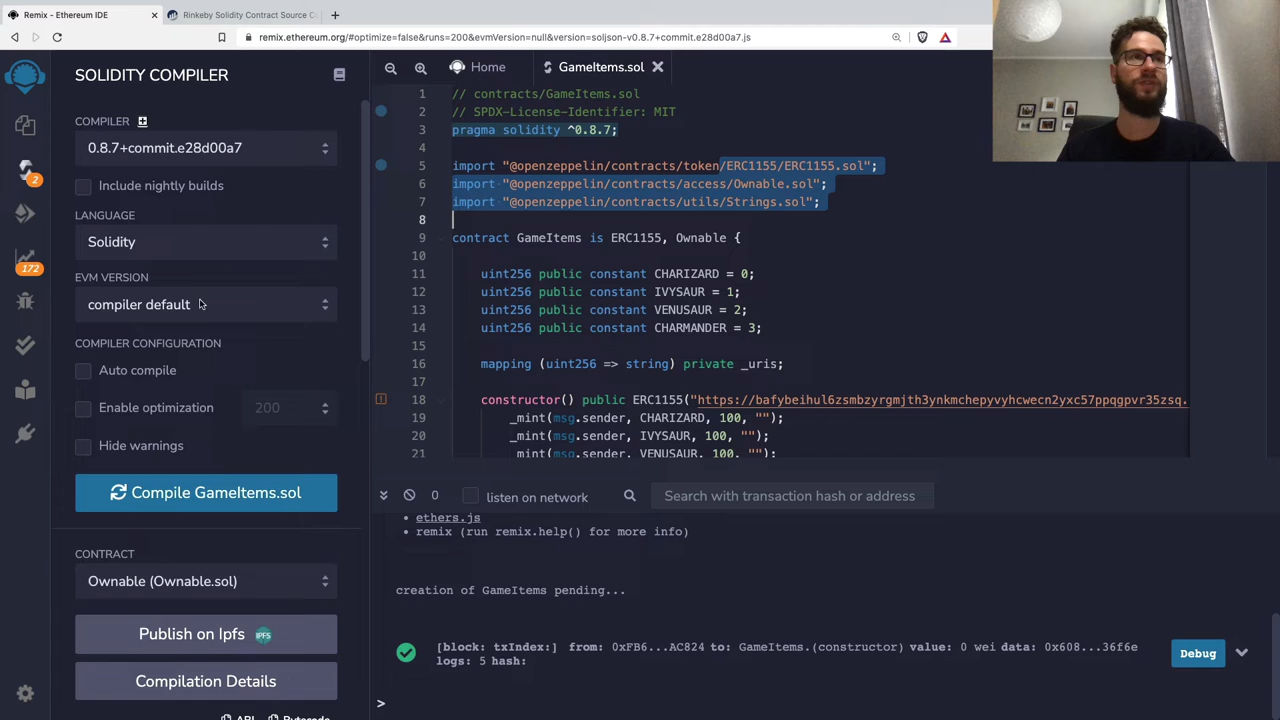 Remix - Ethereum IDE
Rinkeby Solidity Contract Source C
remix.ethereum.org/#optimize=false&runs=200&evmVersion=null&version=soljson-v0.8.7+commit.e28d00a7.js
SOLIDITY COMPILER
COMPILER
0.8.7+commit.e28d00a7
Include nightly builds
LANGUAGE
Solidity
EVM VERSION
compiler default
COMPILER CONFIGURATION
Auto compile
Enable optimization 200
Hide warnings
Compile GameItems.sol
CONTRACT
Ownable (Ownable.sol)
Publish on Ipfs IPFS
Compilation Details
ABI Bytecode
2
172
Home GameItems.sol
1 // contracts/GameItems.sol
2 // SPDX-License-Identifier: MIT
3 pragma solidity ^0.8.7;
4
5 import "@openzeppelin/contracts/token/ERC1155/ERC1155.sol";
6 import "@openzeppelin/contracts/access/Ownable.sol";
7 import "@openzeppelin/contracts/utils/Strings.sol";
8
9 contract GameItems is ERC1155, Ownable {
10
11 uint256 public constant CHARIZARD = 0;
12 uint256 public constant IVYSAUR = 1;
13 uint256 public constant VENUSAUR = 2;
14 uint256 public constant CHARMANDER = 3;
15
16 mapping (uint256 => string) private _uris;
17
18 constructor() public ERC1155("https://bafybeihul6zsmbzyrgmjth3ynkmchepyvyhcwecn2yxc57ppqgpvr35zsq.
19 _mint(msg.sender, CHARIZARD, 100, "");
20 _mint(msg.sender, IVYSAUR, 100, "");
21 _mint(msg.sender, VENUSAUR, 100, "");
0 listen on network Search with transaction hash or address
• ethers.js
• remix (run remix.help() for more info)
creation of GameItems pending...
[block: txIndex:] from: 0xFB6...AC824 to: GameItems.(constructor) value: 0 wei data: 0x608...36f6e
logs: 5 hash:
Debug
>